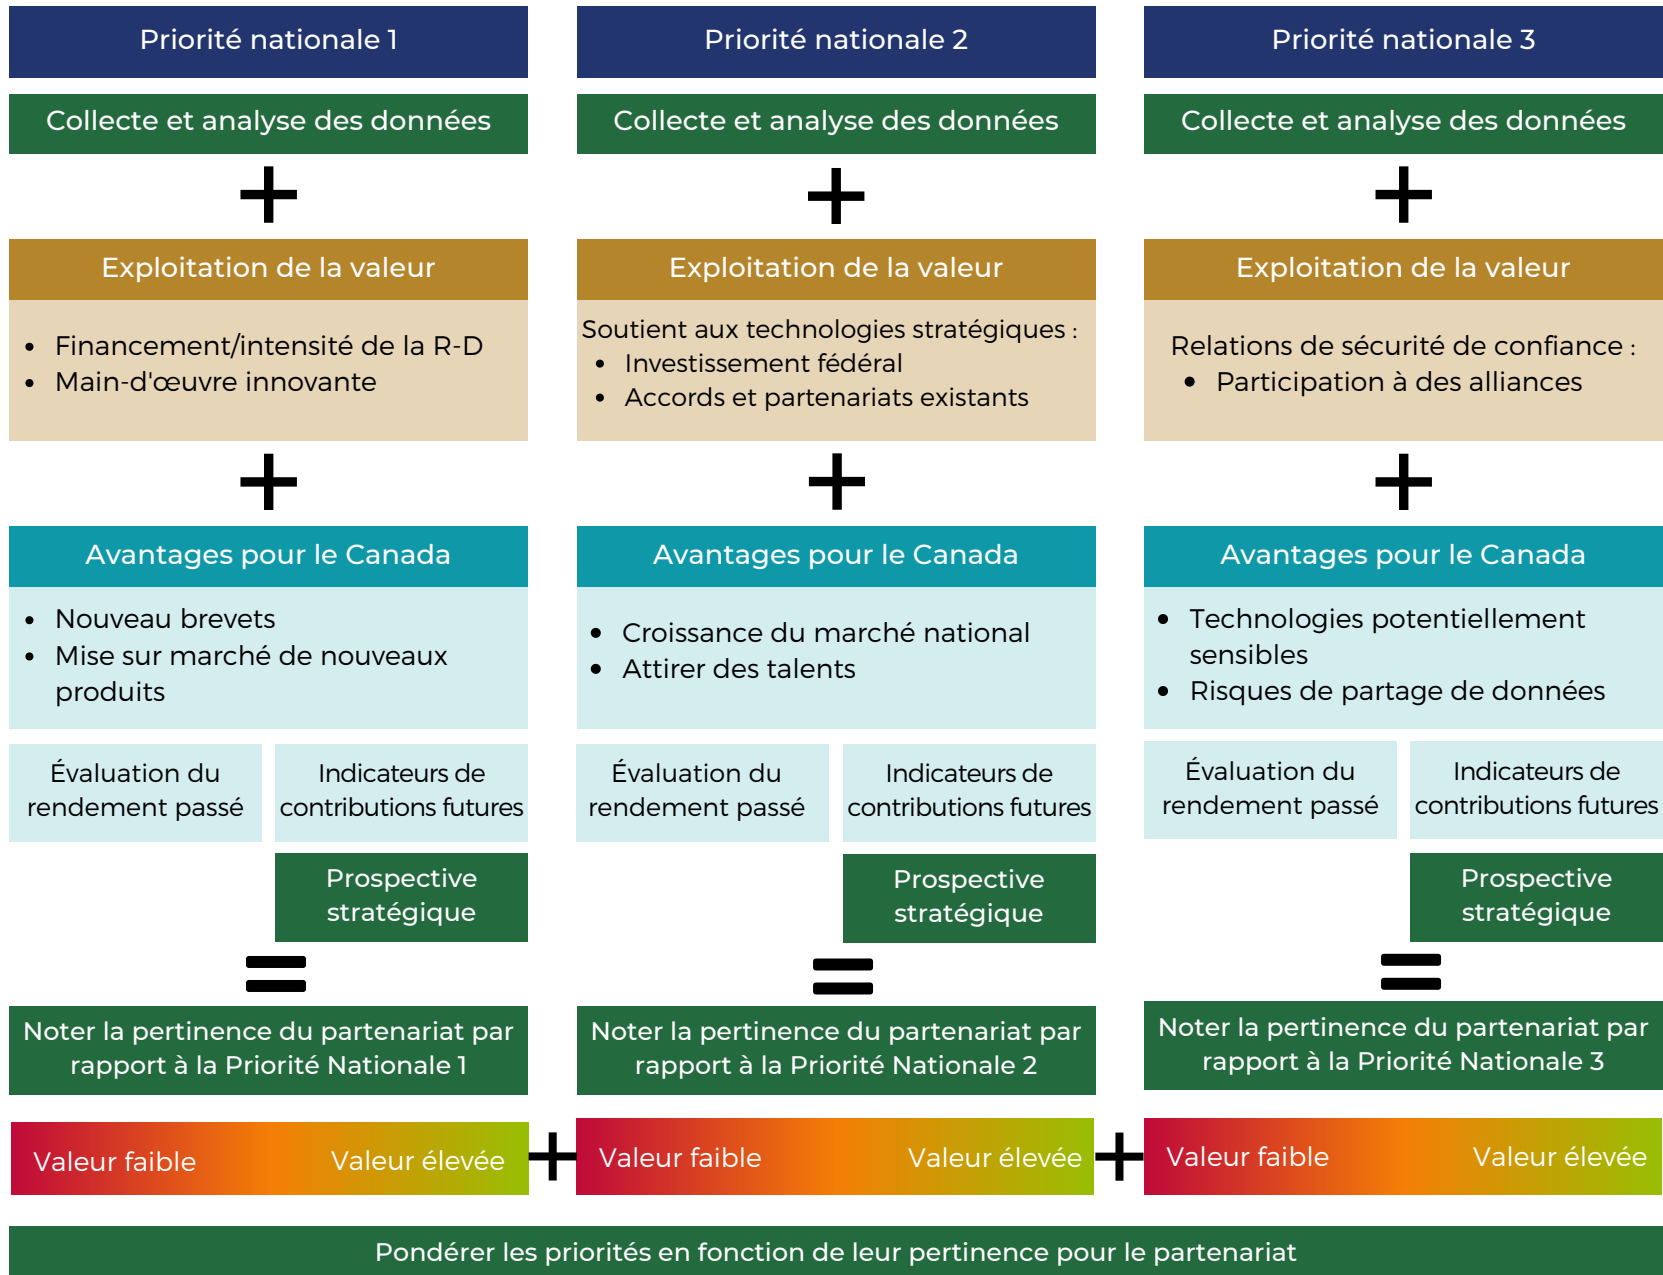 Priorité nationale 1
Collecte et analyse des données
Exploitation de la valeur
• Financement/intensité de la R-D
• Main-d'œuvre innovante
Avantages pour le Canada
• Nouveau brevets
• Mise sur marché de nouveaux
produits
Évaluation du
rendement passé
Indicateurs de
contributions futures
Prospective
stratégique
Noter la pertinence du partenariat par
rapport à la Priorité Nationale 1
Valeur faible
Valeur élevée
Priorité nationale 2
Collecte et analyse des données
Exploitation de la valeur
Soutient aux technologies stratégiques :
• Investissement fédéral
• Accords et partenariats existants
Avantages pour le Canada
• Croissance du marché national
• Attirer des talents
Évaluation du
rendement passé
Indicateurs de
contributions futures
Prospective
stratégique
Noter la pertinence du partenariat par
rapport à la Priorité Nationale 2
Valeur faible
Valeur élevée
Priorité nationale 3
Collecte et analyse des données
Exploitation de la valeur
Relations de sécurité de confiance :
• Participation à des alliances
Avantages pour le Canada
• Technologies potentiellement
sensibles
• Risques de partage de données
Évaluation du
rendement passé
Indicateurs de
contributions futures
Prospective
stratégique
Noter la pertinence du partenariat par
rapport à la Priorité Nationale 3
Valeur faible
Valeur élevée
Pondérer les priorités en fonction de leur pertinence pour le partenariat